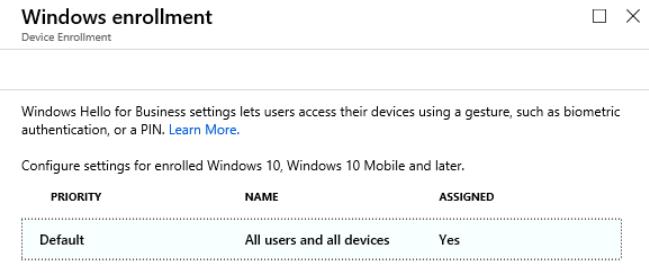 Windows enrollment
Device Enrollment
Windows Hello for Business settings lets users access their devices using a gesture, such as biometric
authentication, or a PIN. Learn More.
Configure settings for enrolled Windows 10, Windows 10 Mobile and later.
PRIORITY NAME ASSIGNED
Default All users and all devices Yes